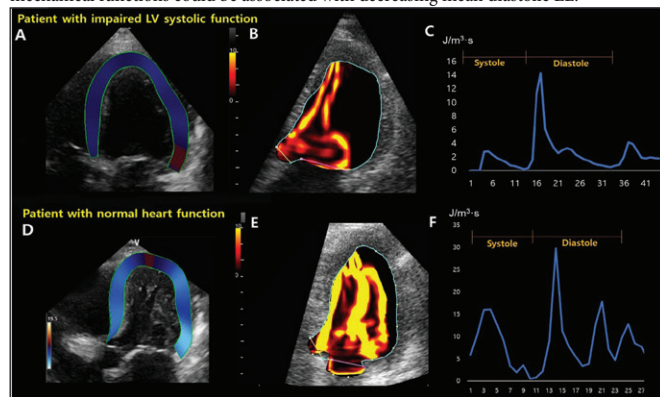 mechanical functions could be associated with decreasing mean diastole EL.
Patient with impaired LV systolic function
A
B
C
J/m³·s
Systole
Diastole
16
14
12
10
8
6
4
2
0
1 6 11 16 21 26 31 36 41
10
0
Patient with normal heart function
D
V
E
F
J/m³·s
Systole
Diastole
35
30
25
20
15
10
5
0
1 3 5 7 9 11 13 15 17 19 21 23 25 27